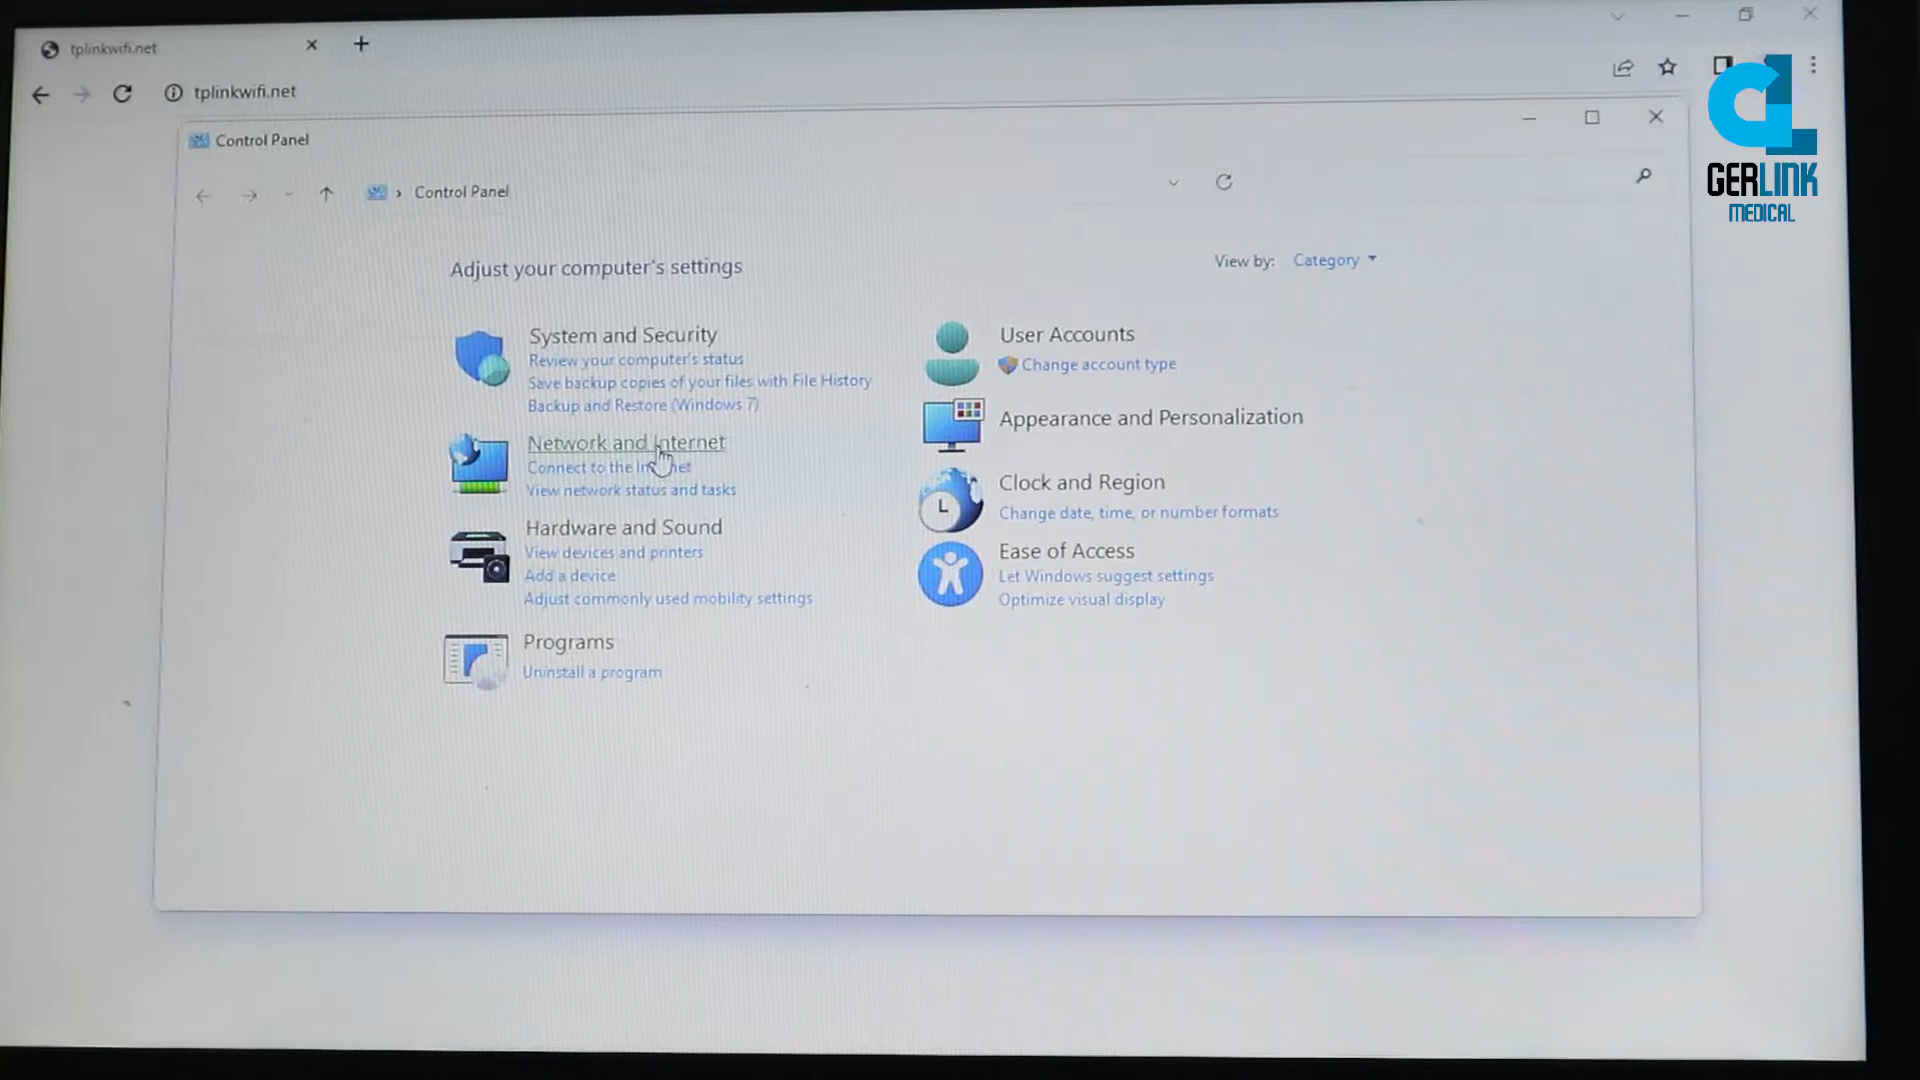 tplinkwifi.net
tplinkwifi.net
GERLINK
MEDICAL
Control Panel
Control Panel
Adjust your computer's settings
View by: Category
System and Security
Review your computer's status
Save backup copies of your files with File History
Backup and Restore (Windows 7)
Network and Internet
Connect to the Internet
View network status and tasks
Hardware and Sound
View devices and printers
Add a device
Adjust commonly used mobility settings
Programs
Uninstall a program
User Accounts
Change account type
Appearance and Personalization
Clock and Region
Change date, time, or number formats
Ease of Access
Let Windows suggest settings
Optimize visual display